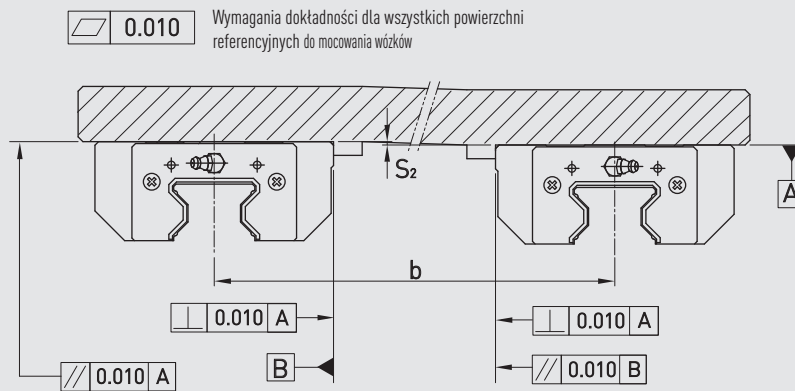 0.010
Wymagania dokładności dla wszystkich powierzchni
referencyjnych do mocowania wózków
S2
A
b
0.010 A
0.010 A
B
// 0.010 A
// 0.010 B